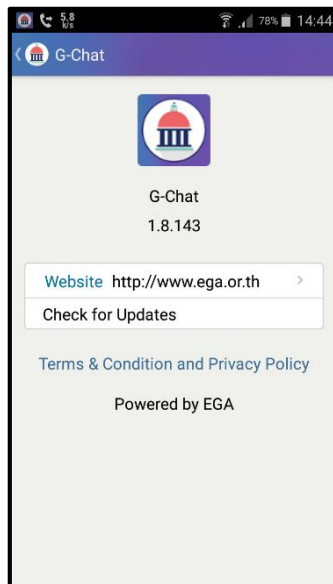 5.8
k/s
78%
14:44
G-Chat
G-Chat
1.8.143
Website http://www.ega.or.th
Check for Updates
Terms & Condition and Privacy Policy
Powered by EGA